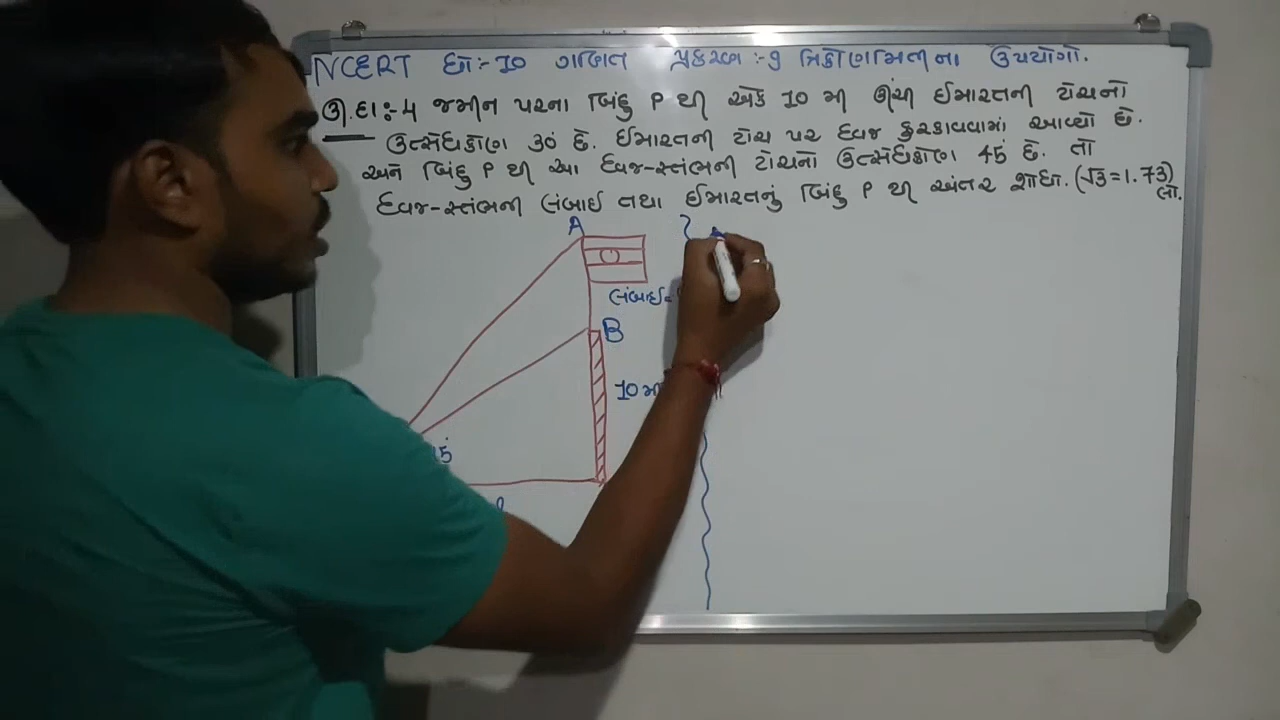 NCERT ધો:-10 ગણિત પ્રકરણ :- 9 ત્રિકોણમિતીના ઉપયોગો.
ઉ.દા:-4 જમીન પરના બિંદુ P થી એક 10 મી ઊંચી ઈમારતની ટોચનો
ઉત્સેધકોણ 30 છે. ઈમારતની ટોચ પર ધ્વજ ફરકાવવામાં આવ્યો છે.
અને બિંદુ P થી આ ધ્વજ-સ્તંભની ટોચનો ઉત્સેધકોણ 45 છે. તો
ધ્વજ-સ્તંભની લંબાઈ તથા ઈમારતનું બિંદુ P થી અંતર શોધો. (√3=1.73)
લો.
A
લંબાઈ=
B
10 મી